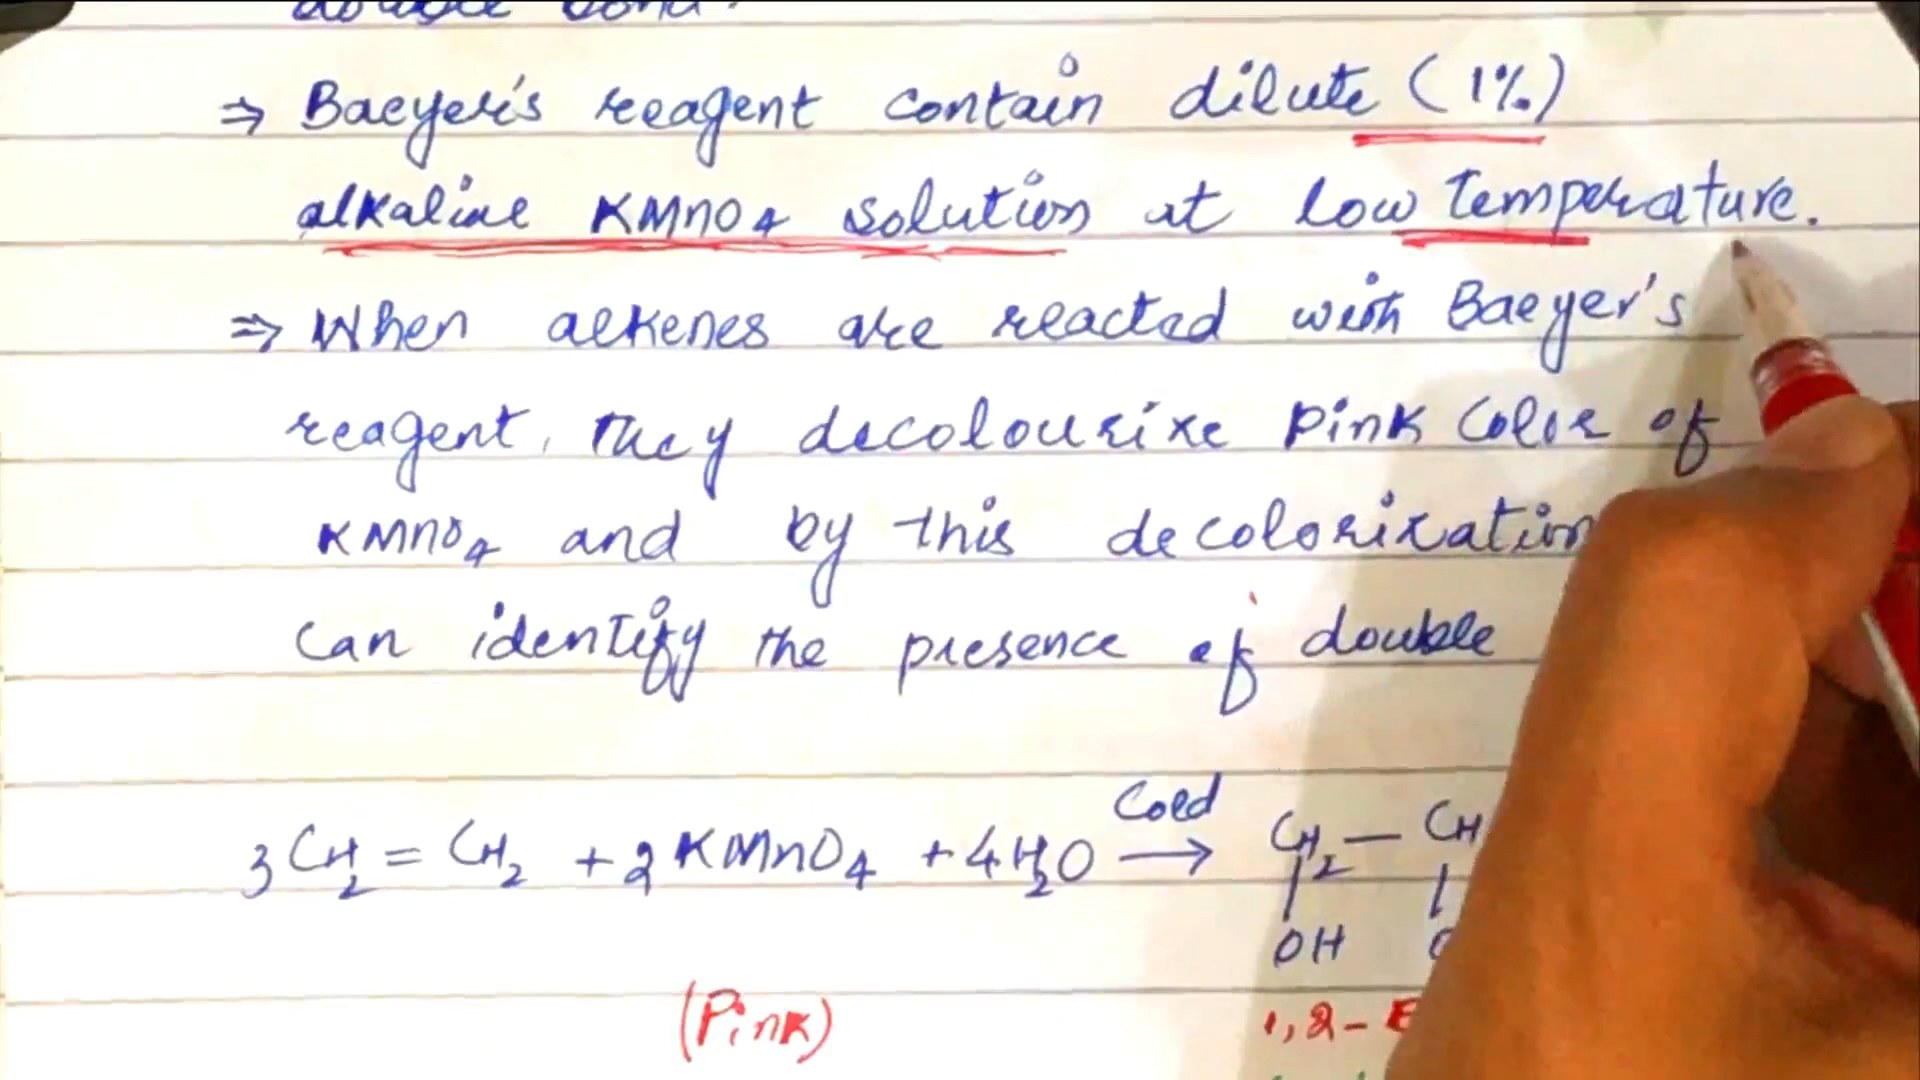 double bond.
⇒ Baeyer's reagent contain dilute (1%)
alkaline KMnO4 solution at low temperature.
⇒ When alkenes are reacted with Baeyer's
reagent, they decolourize pink color of
KMnO4 and by this decolorization
can identify the presence of double
Cold
3CH2 = CH2 + 2KMnO4 + 4H2O → CH2 — CH
OH
(Pink)
1,2-E